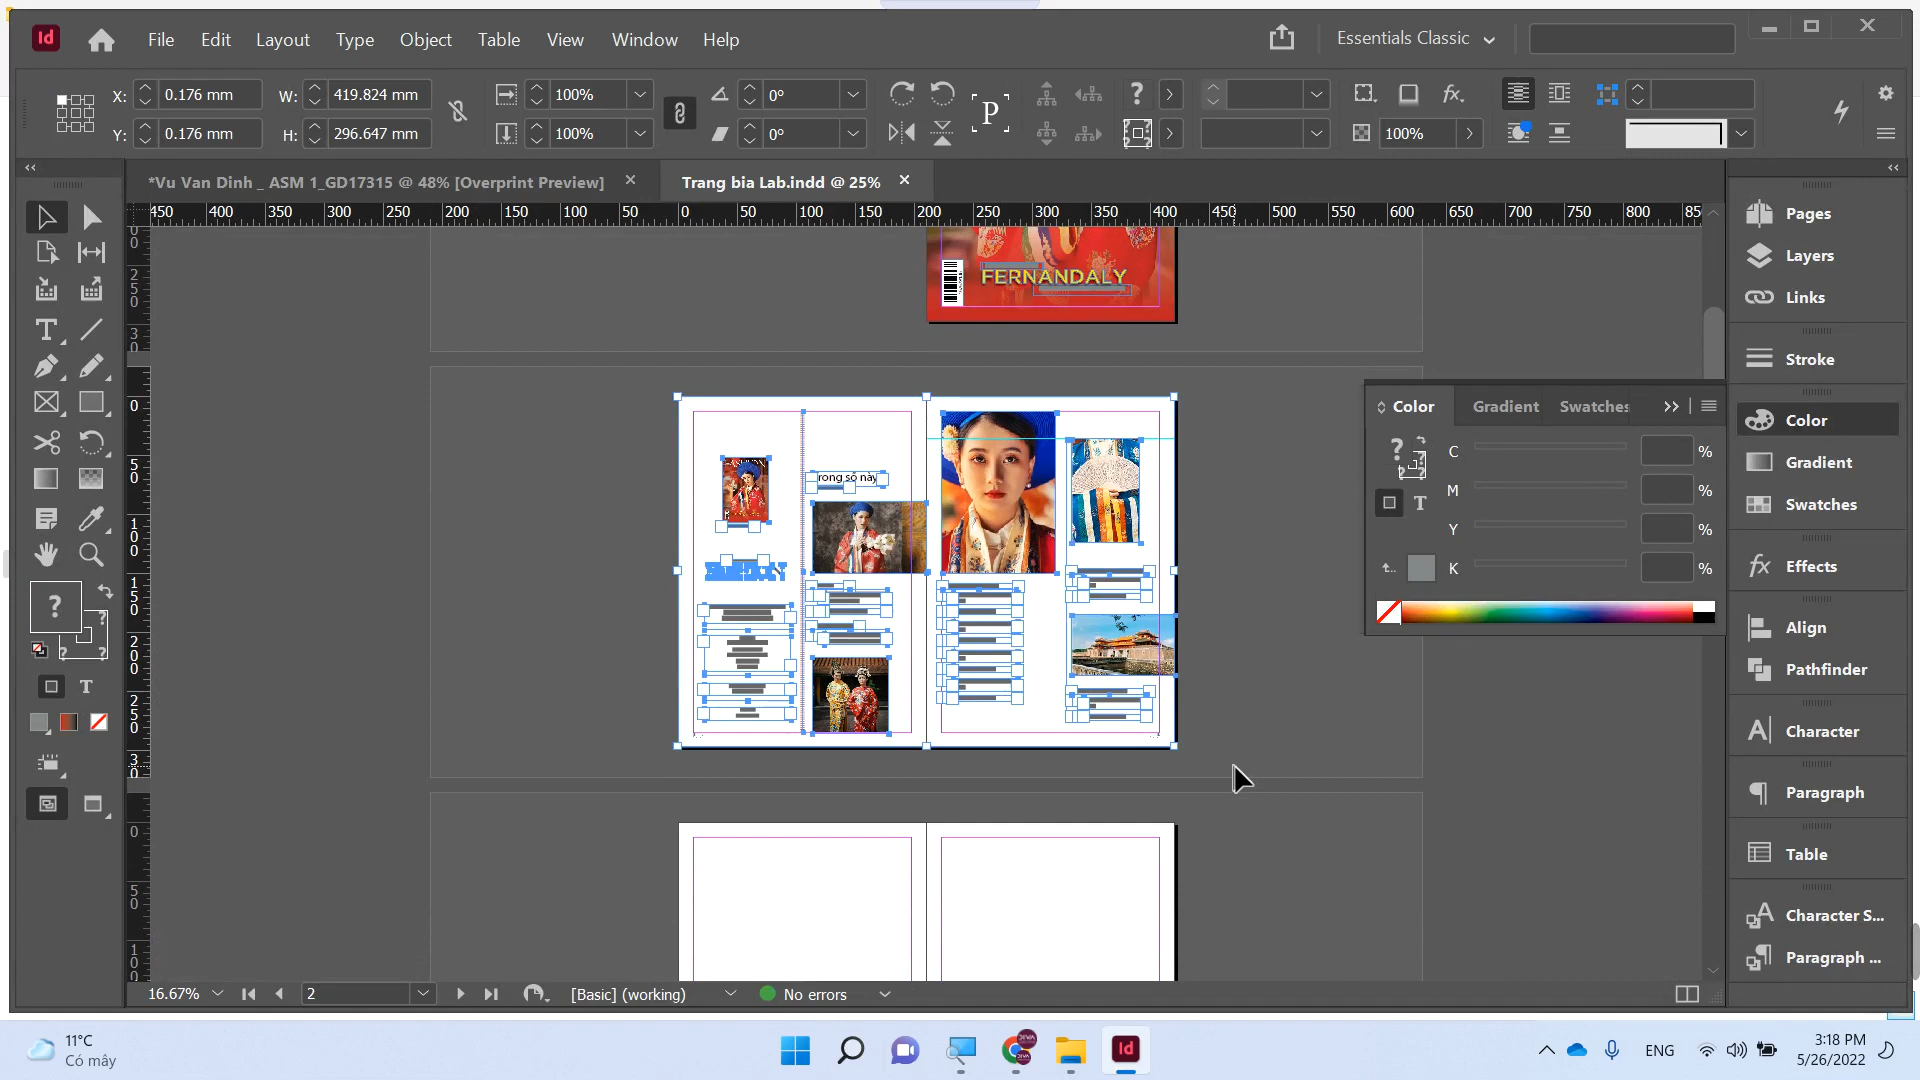 Id File Edit Layout Type Object Table View Window Help Essentials Classic
X: 0.176 mm W: 419.824 mm 100% 0° P ? fx.
Y: 0.176 mm H: 296.647 mm 100% 0° 100%
*Vu Van Dinh _ ASM 1_GD17315 @ 48% [Overprint Preview] Trang bia Lab.indd @ 25%
450 400 350 300 250 200 150 100 50 0 50 100 150 200 250 300 350 400 450 500 550 600 650 700 750 800 85
Pages
Layers
Links
FERNANDALY
Stroke
Color Gradient Swatches
Color
C %
Gradient
M %
Swatches
T
Y %
K %
rong số này
fx Effects
Align
Pathfinder
Character
Paragraph
Table
Character S...
Paragraph ...
16.67% 2 [Basic] (working) No errors
11°C
Có mây
ENG
3:18 PM
5/26/2022